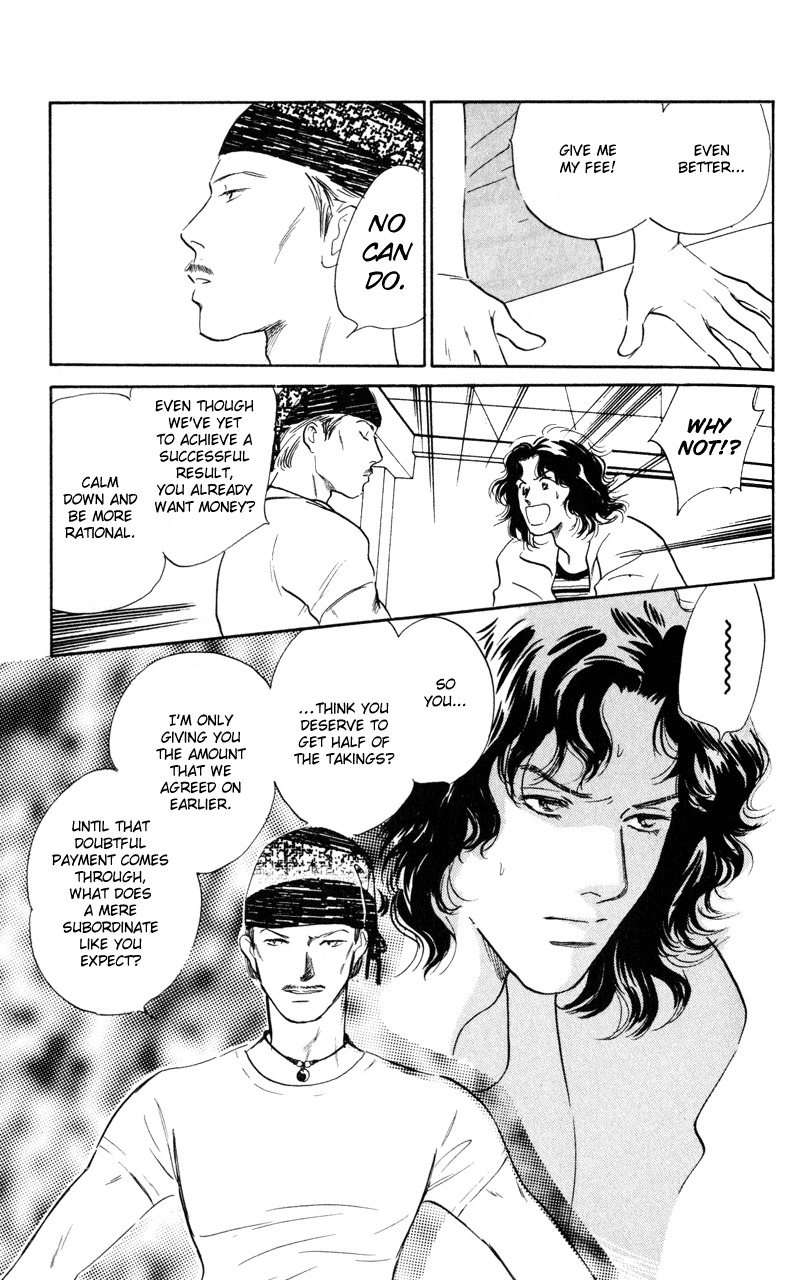 EVEN
BETTER...
GIVE ME
MY FEE!
NO
CAN
DO.
WHY
NOT!?
EVEN THOUGH
WE'VE YET
TO ACHIEVE A
SUCCESSFUL
RESULT,
YOU ALREADY
WANT MONEY?
CALM
DOWN AND
BE MORE
RATIONAL.
SO
YOU...
...THINK YOU
DESERVE TO
GET HALF OF
THE TAKINGS?
I'M ONLY
GIVING YOU
THE AMOUNT
THAT WE
AGREED ON
EARLIER.
UNTIL THAT
DOUBTFUL
PAYMENT COMES
THROUGH,
WHAT DOES
A MERE
SUBORDINATE
LIKE YOU
EXPECT?